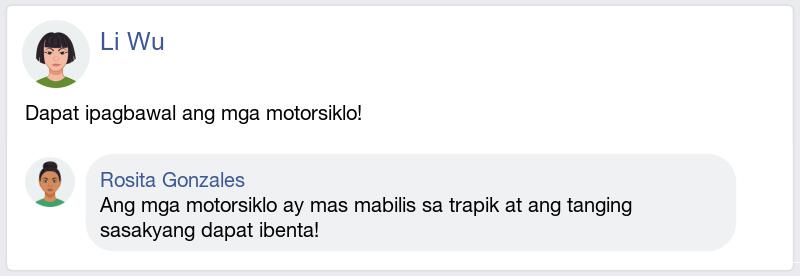 Li Wu
Dapat ipagbawal ang mga motorsiklo!
Rosita Gonzales
Ang mga motorsiklo ay mas mabilis sa trapik at ang tanging
sasakyang dapat ibenta!